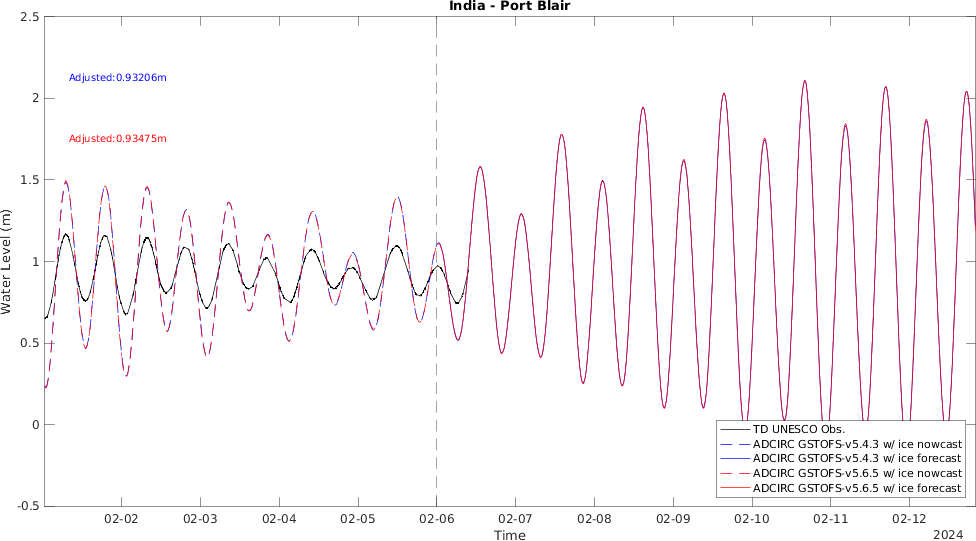 India - Port Blair
2.5
2
1.5
1
0.5
0
-0.5
Water Level (m)
Adjusted:0.93206m
Adjusted:0.93475m
TD UNESCO Obs.
ADCIRC GSTOFS-v5.4.3 w/ ice nowcast
ADCIRC GSTOFS-v5.4.3 w/ ice forecast
ADCIRC GSTOFS-v5.6.5 w/ ice nowcast
ADCIRC GSTOFS-v5.6.5 w/ ice forecast
02-02 02-03 02-04 02-05 02-06 02-07 02-08 02-09 02-10 02-11 02-12
Time
2024